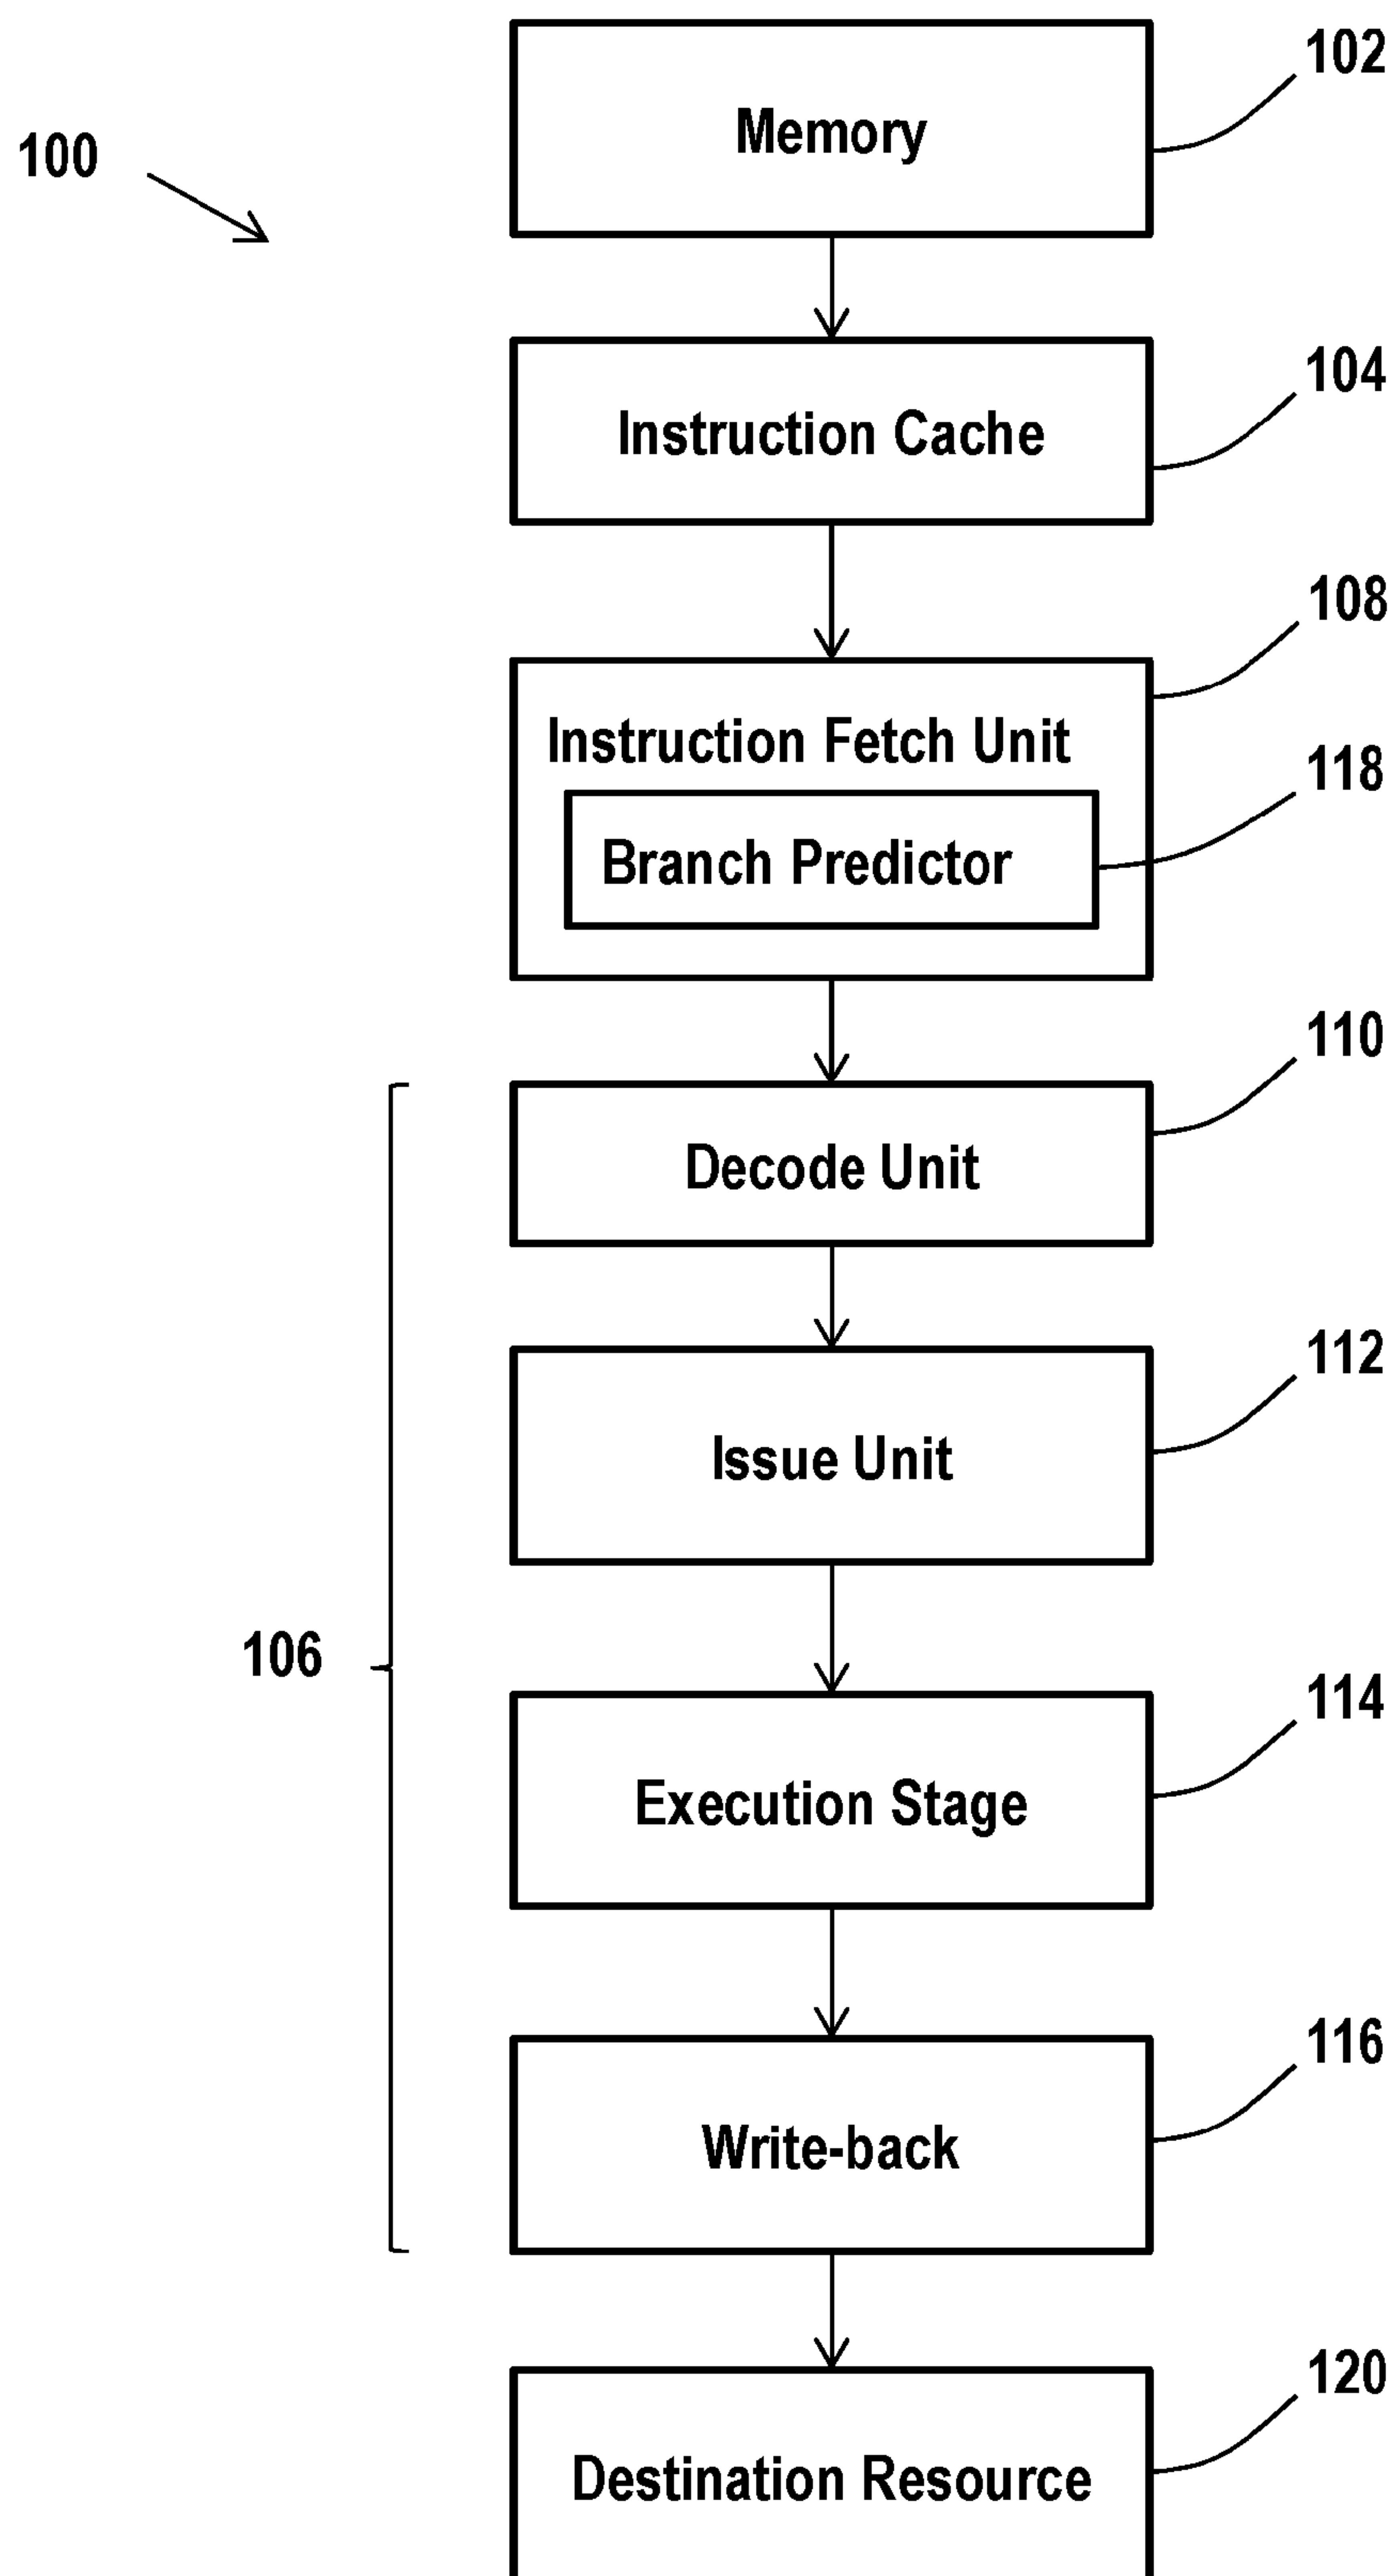 102
Memory
100
104
Instruction Cache
108
Instruction Fetch Unit
118
Branch Predictor
110
Decode Unit
112
Issue Unit
106
114
Execution Stage
116
Write-back
120
Destination Resource